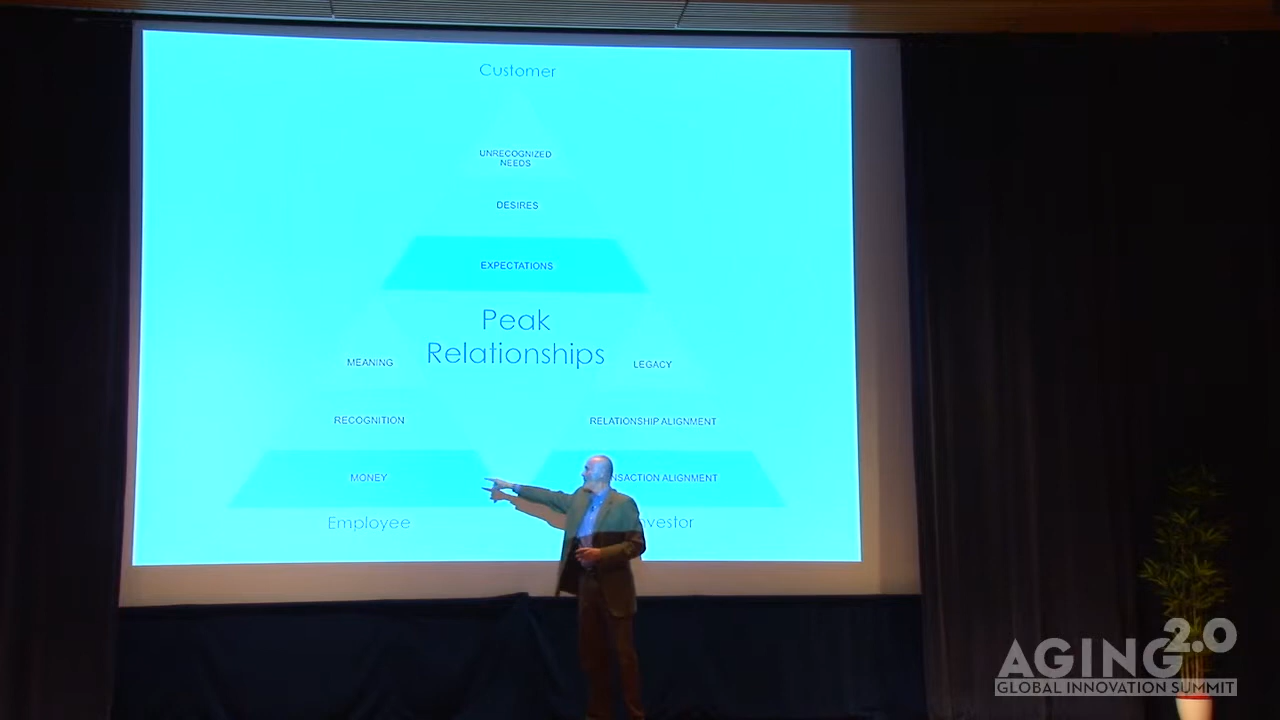 Customer
UNRECOGNIZED
NEEDS
DESIRES
EXPECTATIONS
Peak
Relationships
MEANING
LEGACY
RECOGNITION
RELATIONSHIP ALIGNMENT
MONEY
NSACTION ALIGNMENT
Employee
nvestor
AGING2.0
GLOBAL INNOVATION SUMMIT